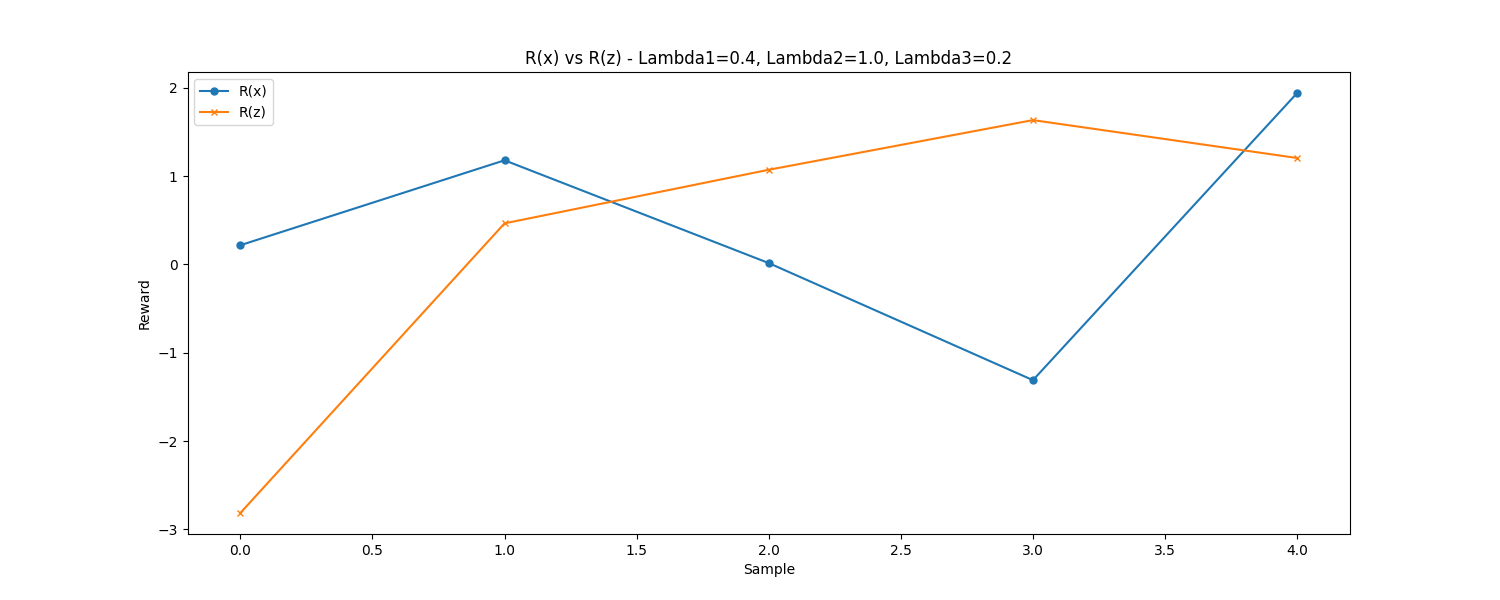 R(x) vs R(z) - Lambda1=0.4, Lambda2=1.0, Lambda3=0.2
R(x)
R(z)
2
1
0
−1
−2
−3
Reward
0.0 0.5 1.0 1.5 2.0 2.5 3.0 3.5 4.0
Sample